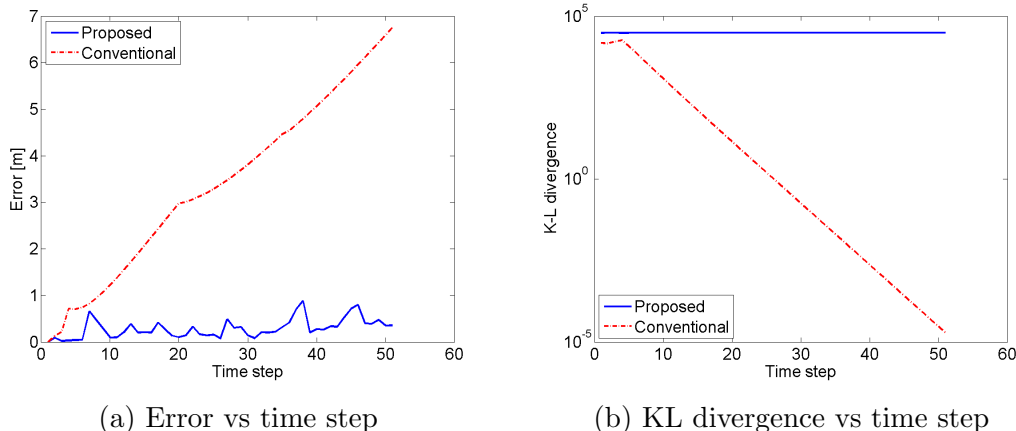 7
6
5
4
3
2
1
0
Error [m]
Proposed
Conventional
0 10 20 30 40 50 60
Time step
(a) Error vs time step
10^5
10^0
10^-5
K-L divergence
Proposed
Conventional
0 10 20 30 40 50 60
Time step
(b) KL divergence vs time step